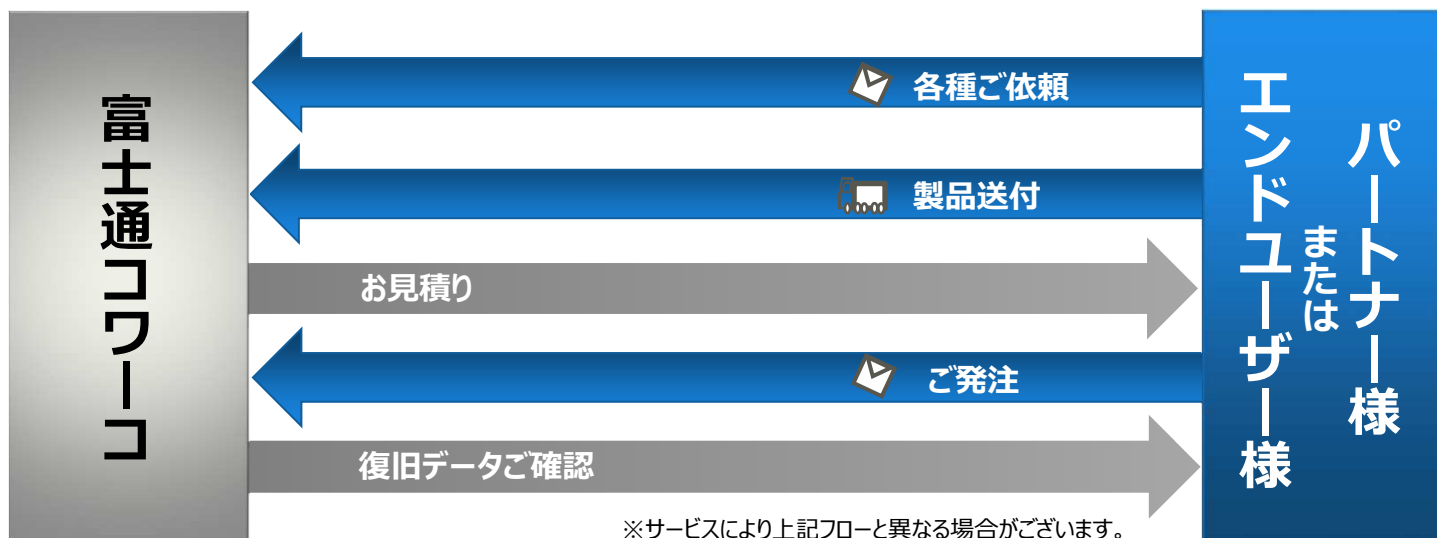 富士通コワーコ
各種ご依頼
製品送付
お見積り
ご発注
復旧データご確認
パートナー様
または
エンドユーザー様
※サービスにより上記フローと異なる場合がございます。